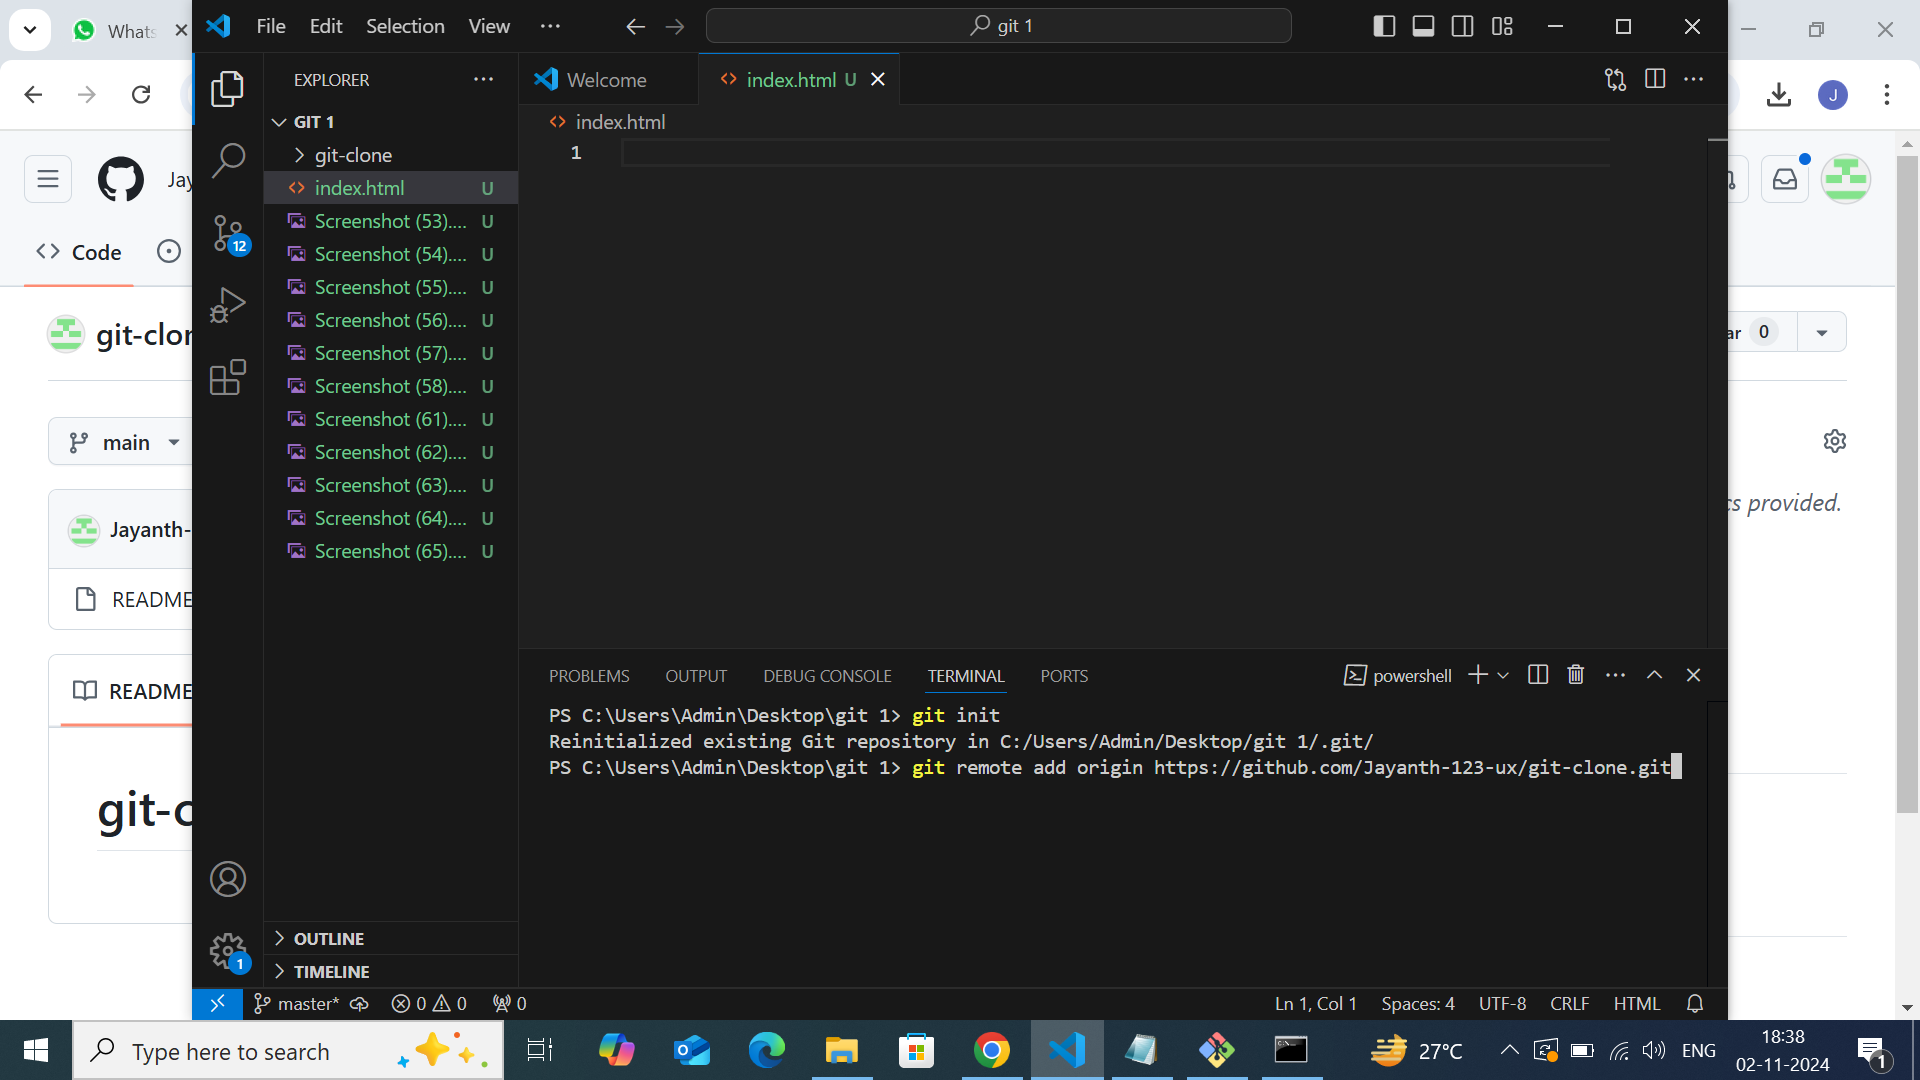 Whats
File Edit Selection View
git 1
EXPLORER
Welcome
index.html U
GIT 1
index.html
git-clone
1
index.html U
Screenshot (53).... U
Screenshot (54).... U
Screenshot (55).... U
Screenshot (56).... U
Screenshot (57).... U
Screenshot (58).... U
Screenshot (61).... U
Screenshot (62).... U
Screenshot (63).... U
Screenshot (64).... U
Screenshot (65).... U
12
OUTLINE
TIMELINE
1
J
Jay
Code
git-clon
ar 0
main
cs provided.
Jayanth-
README
README
git-c
PROBLEMS OUTPUT DEBUG CONSOLE TERMINAL PORTS
powershell
PS C:\Users\Admin\Desktop\git 1> git init
Reinitialized existing Git repository in C:/Users/Admin/Desktop/git 1/.git/
PS C:\Users\Admin\Desktop\git 1> git remote add origin https://github.com/Jayanth-123-ux/git-clone.git
master* 0 0 0
Ln 1, Col 1 Spaces: 4 UTF-8 CRLF HTML
Type here to search
27°C
ENG
18:38
02-11-2024
1